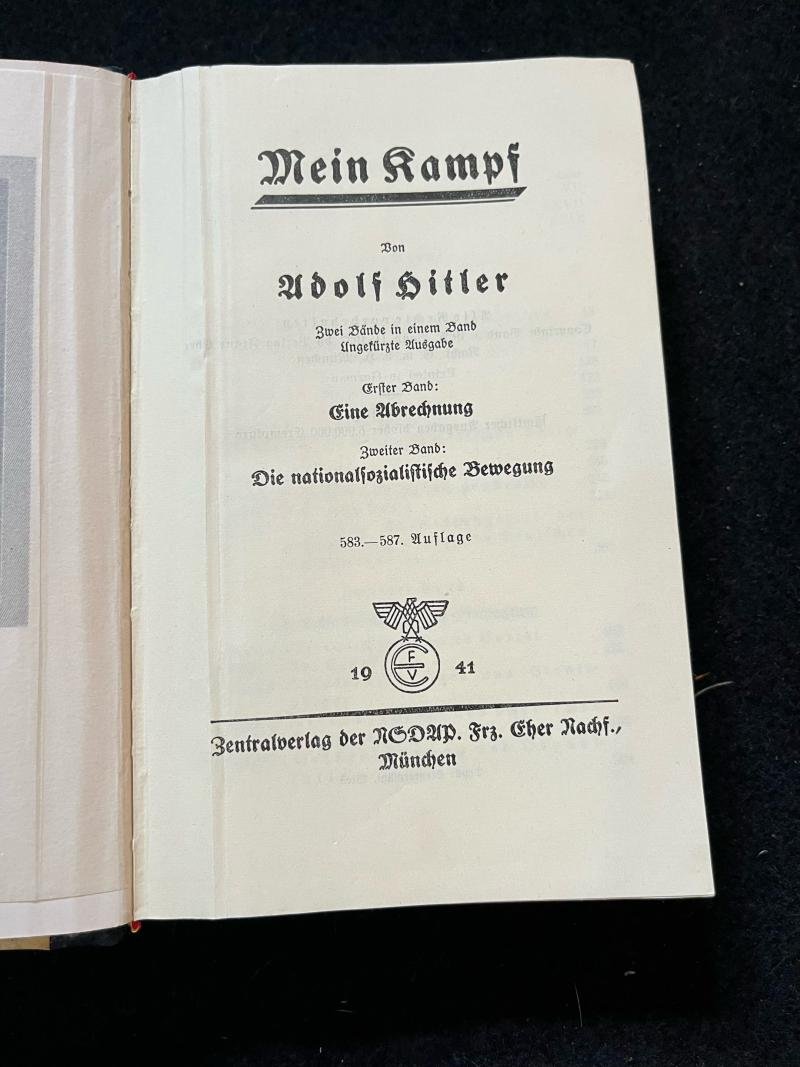 Mein Kampf
Von
Adolf Hitler
Zwei Bände in einem Band
Ungekürzte Ausgabe
Erster Band:
Eine Abrechnung
Zweiter Band:
Die nationalsozialistische Bewegung
583.—587. Auflage
19 FEV 41
Zentralverlag der NSDAP. Frz. Eher Nachf.,
München